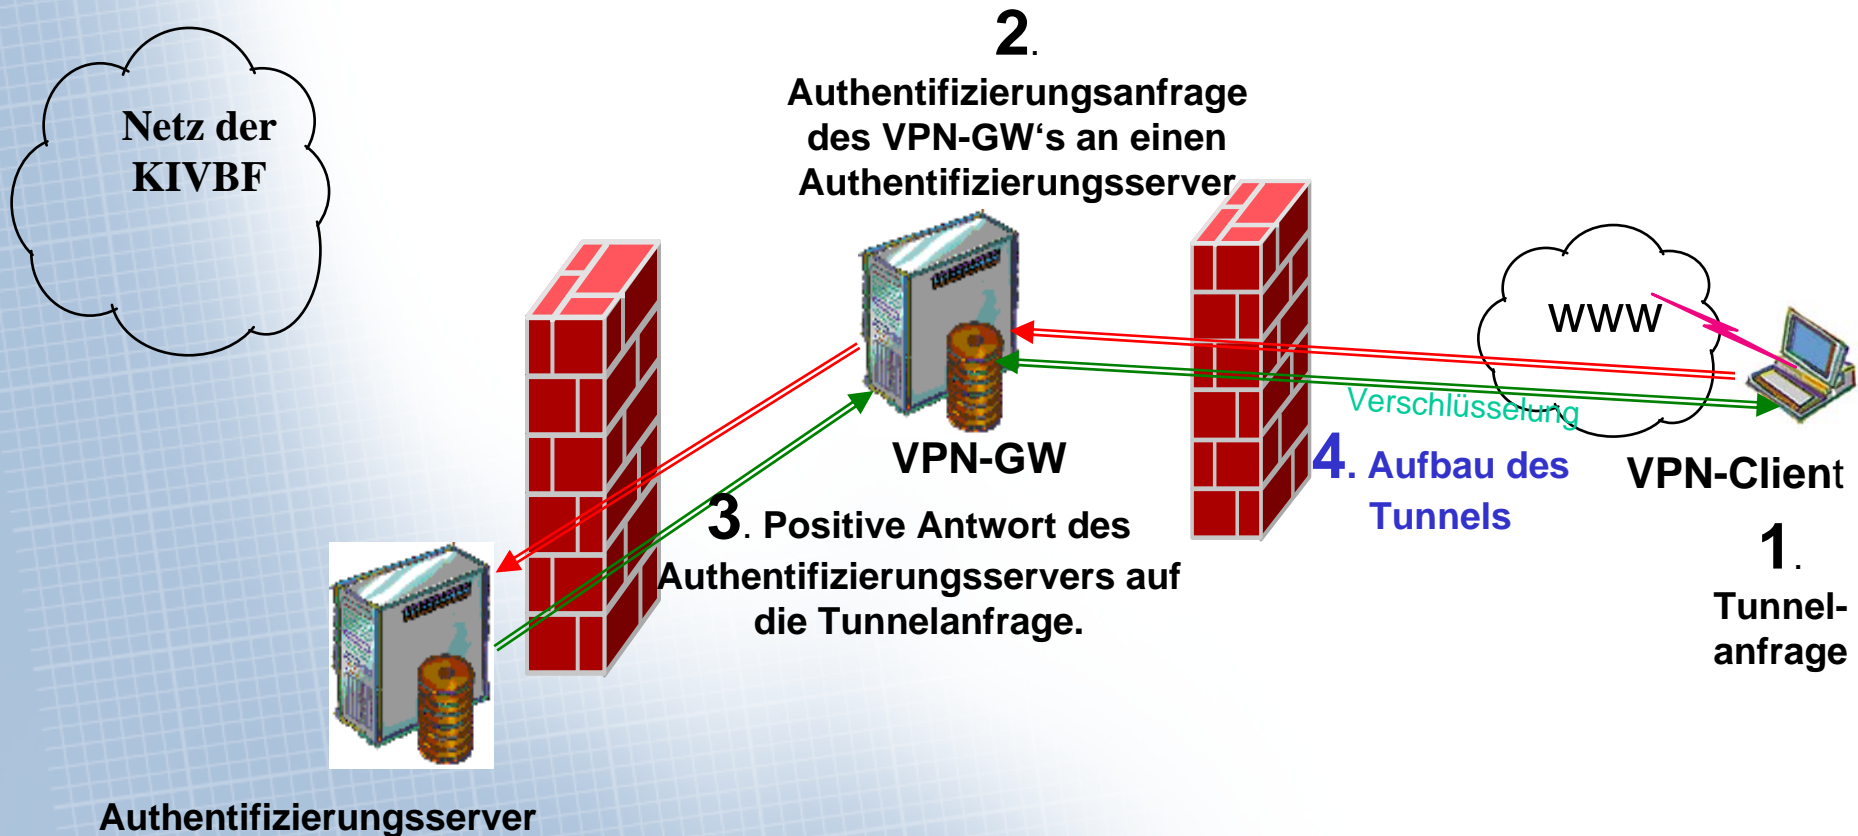 Netz der
KIVBF
2.
Authentifizierungsanfrage
des VPN-GW‘s an einen
Authentifizierungsserver
www
Verschlüsselung
VPN-GW
4. Aufbau des
Tunnels
VPN-Client
3. Positive Antwort des
Authentifizierungsservers auf
die Tunnelanfrage.
1.
Tunnel-
anfrage
Authentifizierungsserver